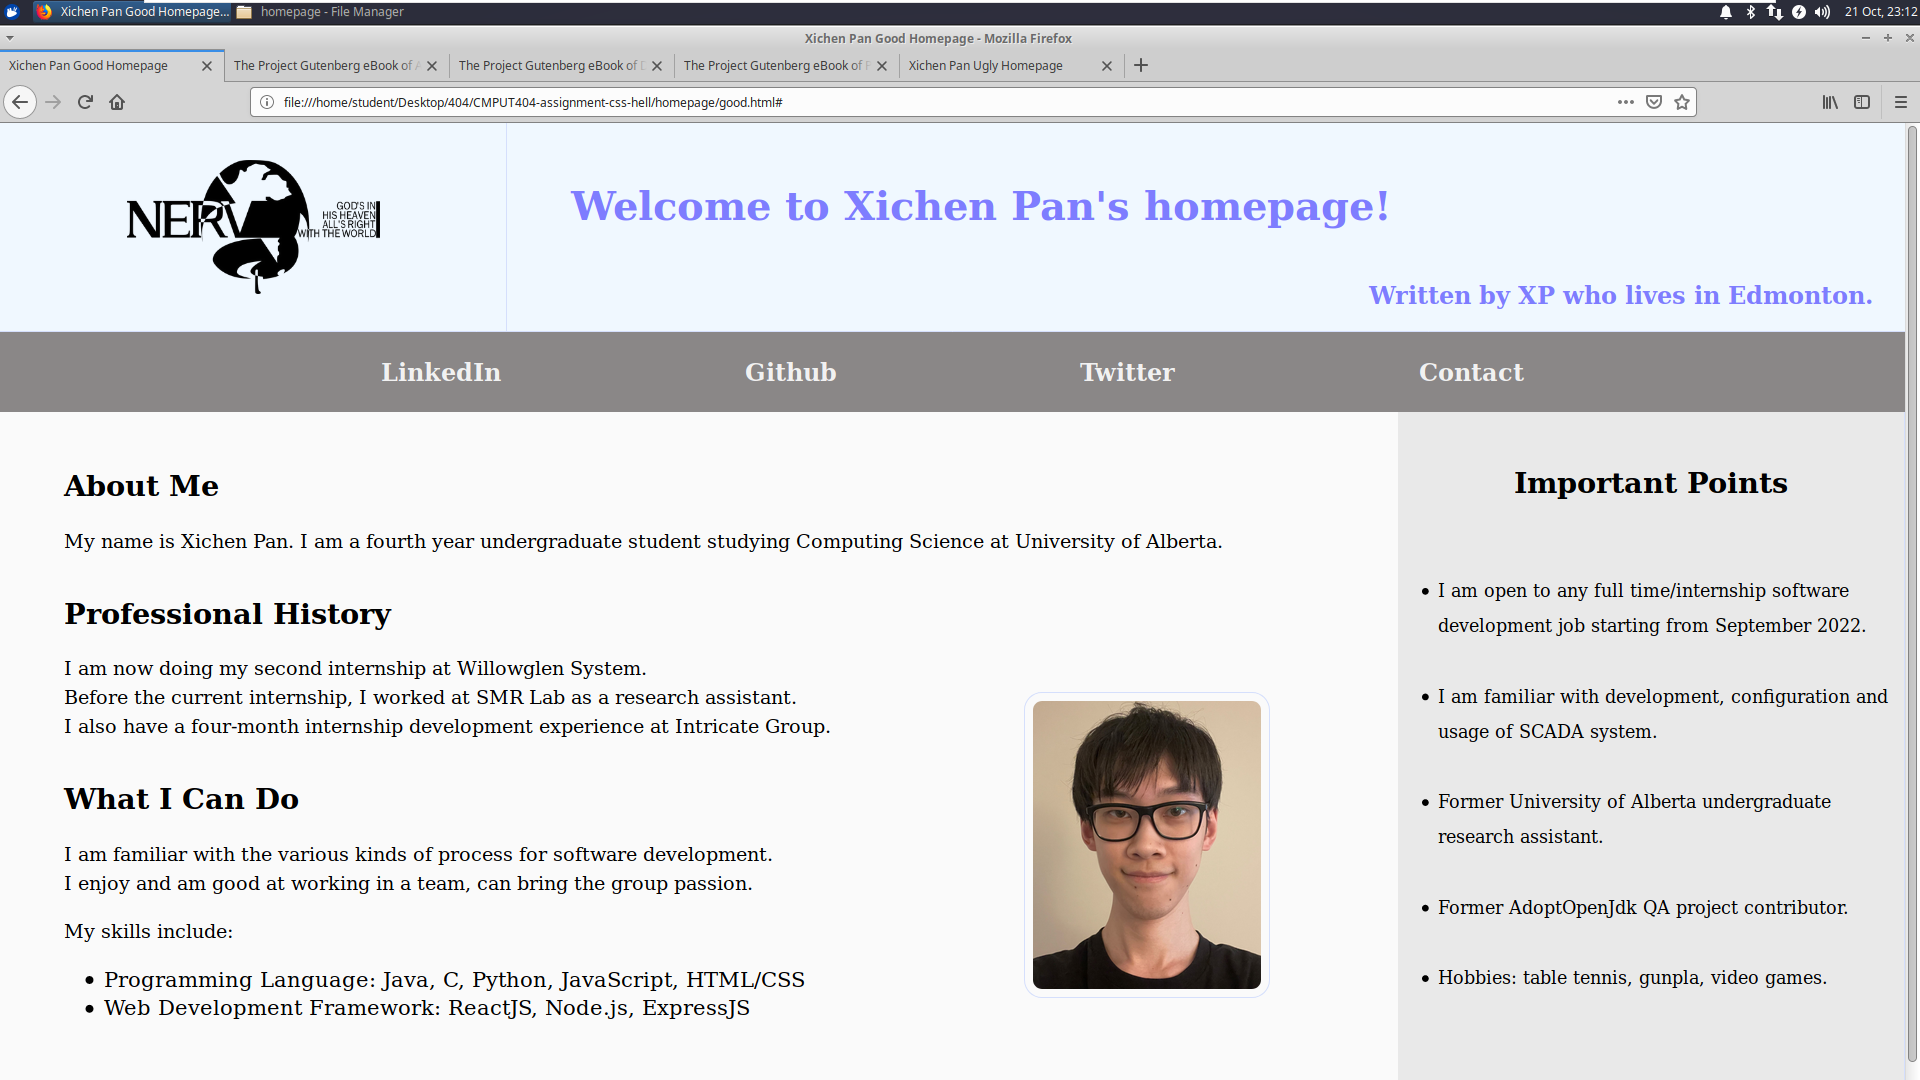 Xichen Pan Good Homepage...
homepage - File Manager
21 Oct, 23:12
Xichen Pan Good Homepage - Mozilla Firefox
Xichen Pan Good Homepage
The Project Gutenberg eBook of
The Project Gutenberg eBook of
The Project Gutenberg eBook of
Xichen Pan Ugly Homepage
file:///home/student/Desktop/404/CMPUT404-assignment-css-hell/homepage/good.html#
NERV
GOD'S IN
HIS HEAVEN
ALL'S RIGHT
WITH THE WORLD
Welcome to Xichen Pan's homepage!
Written by XP who lives in Edmonton.
LinkedIn
Github
Twitter
Contact
About Me
My name is Xichen Pan. I am a fourth year undergraduate student studying Computing Science at University of Alberta.
Professional History
I am now doing my second internship at Willowglen System.
Before the current internship, I worked at SMR Lab as a research assistant.
I also have a four-month internship development experience at Intricate Group.
What I Can Do
I am familiar with the various kinds of process for software development.
I enjoy and am good at working in a team, can bring the group passion.
My skills include:
• Programming Language: Java, C, Python, JavaScript, HTML/CSS
• Web Development Framework: ReactJS, Node.js, ExpressJS
Important Points
• I am open to any full time/internship software
development job starting from September 2022.
• I am familiar with development, configuration and
usage of SCADA system.
• Former University of Alberta undergraduate
research assistant.
• Former AdoptOpenJdk QA project contributor.
• Hobbies: table tennis, gunpla, video games.